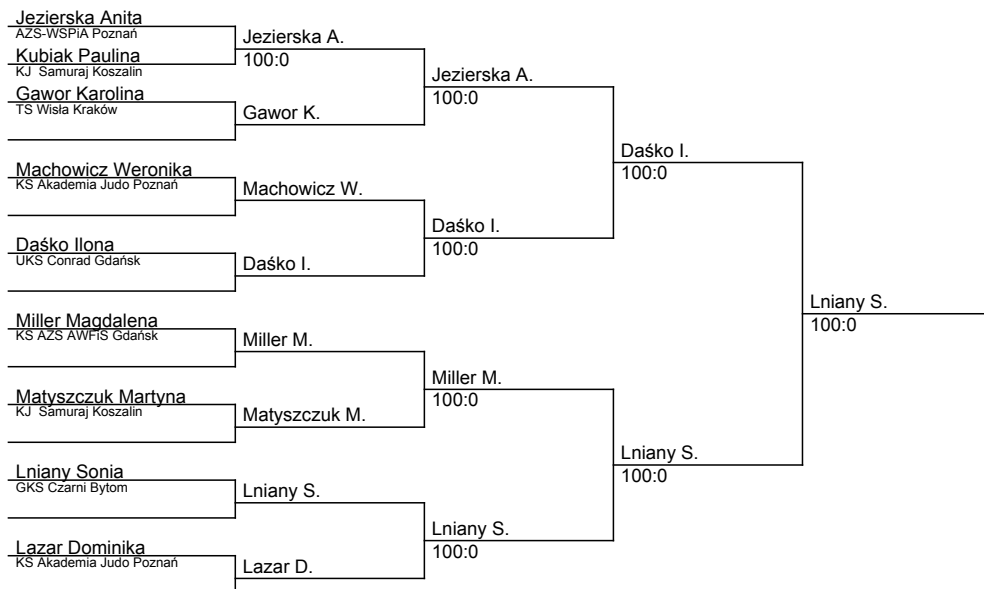 Jezierska Anita
AZS-WSPiA Poznań
Kubiak Paulina
KJ  Samuraj Koszalin
Gawor Karolina
TS Wisła Kraków
Machowicz Weronika
KS Akademia Judo Poznań
Daśko Ilona
UKS Conrad Gdańsk
Miller Magdalena
KS AZS AWFiS Gdańsk
Matyszczuk Martyna
KJ  Samuraj Koszalin
Lniany Sonia
GKS Czarni Bytom
Lazar Dominika
KS Akademia Judo Poznań
Jezierska A.
100:0
Gawor K.
Machowicz W.
Daśko I.
Miller M.
Matyszczuk M.
Lniany S.
Lazar D.
Jezierska A.
100:0
Daśko I.
100:0
Miller M.
100:0
Lniany S.
100:0
Daśko I.
100:0
Lniany S.
100:0
Lniany S.
100:0